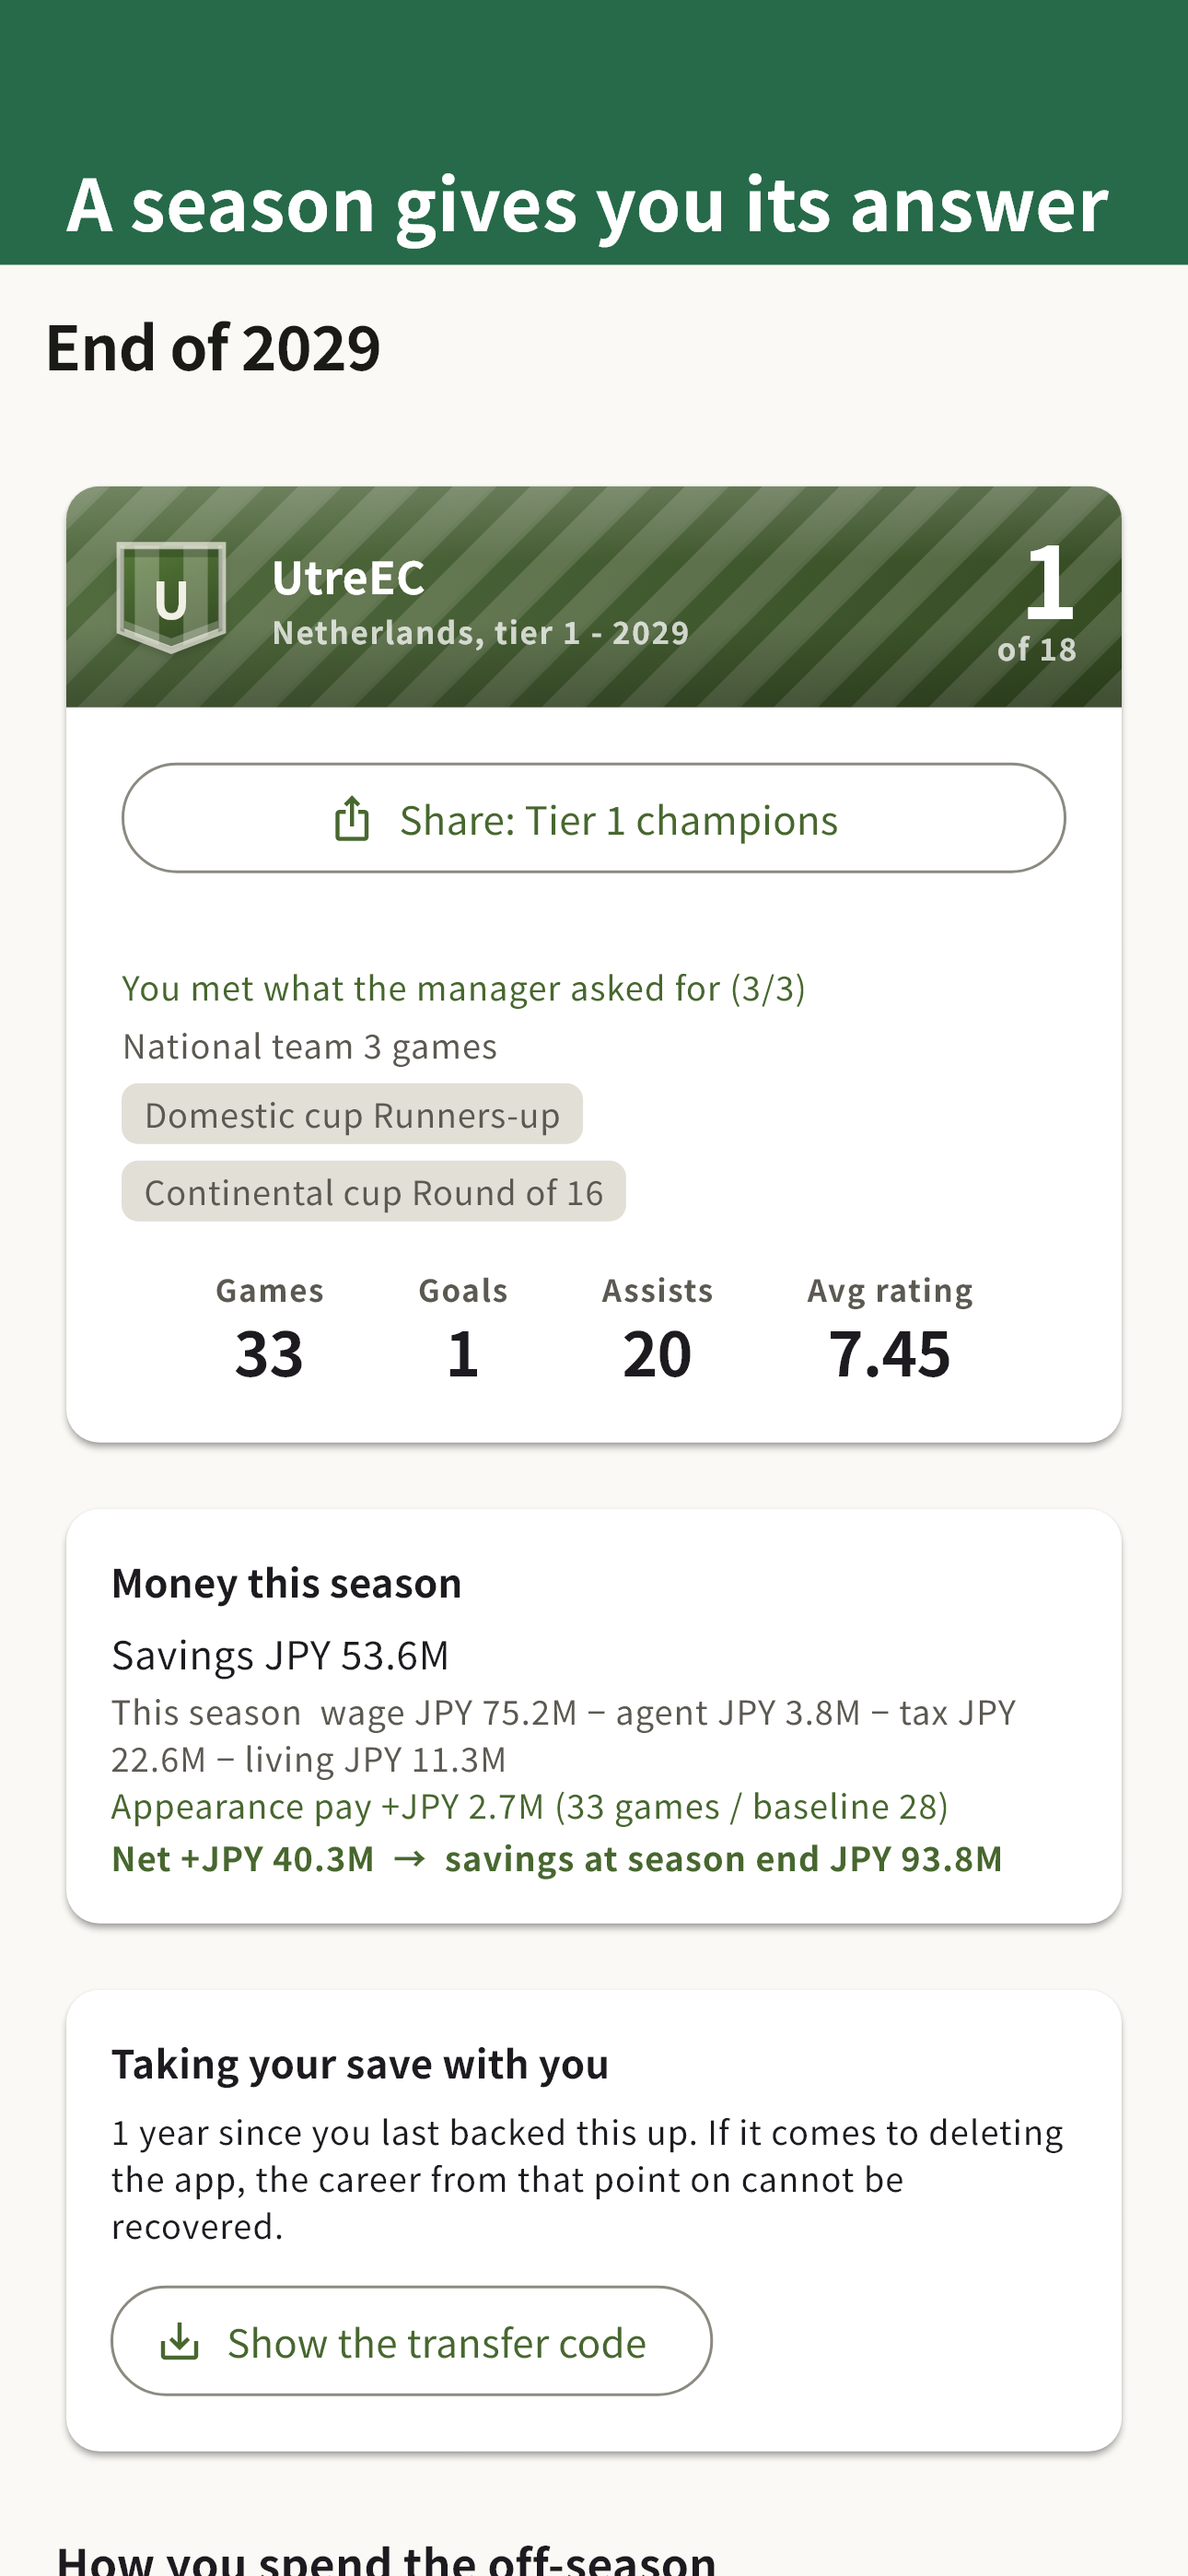 A season gives you its answer
End of 2029
U
UtreEC
Netherlands, tier 1 - 2029
1
of 18
Share: Tier 1 champions
You met what the manager asked for (3/3)
National team 3 games
Domestic cup Runners-up
Continental cup Round of 16
Games Goals Assists Avg rating
33 1 20 7.45
Money this season
Savings JPY 53.6M
This season  wage JPY 75.2M − agent JPY 3.8M − tax JPY
22.6M − living JPY 11.3M
Appearance pay +JPY 2.7M (33 games / baseline 28)
Net +JPY 40.3M → savings at season end JPY 93.8M
Taking your save with you
1 year since you last backed this up. If it comes to deleting
the app, the career from that point on cannot be
recovered.
Show the transfer code
How you spend the off-season